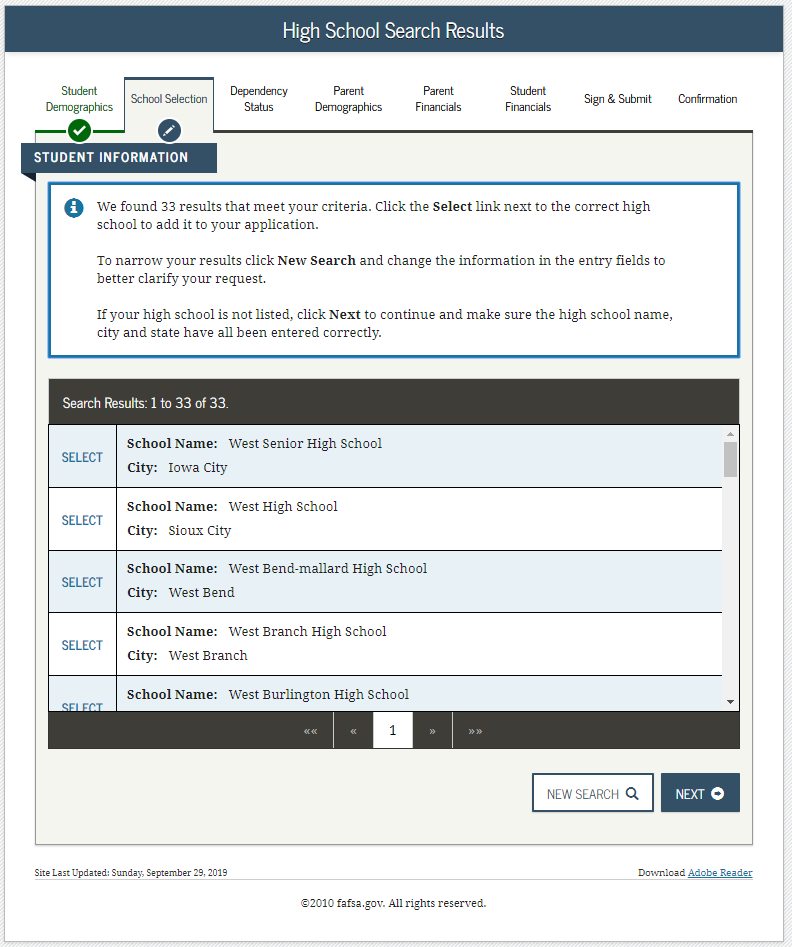 High School Search Results
Student Demographics
School Selection
Dependency Status
Parent Demographics
Parent Financials
Student Financials
Sign & Submit
Confirmation
STUDENT INFORMATION
We found 33 results that meet your criteria. Click the Select link next to the correct high
school to add it to your application.
To narrow your results click New Search and change the information in the entry fields to
better clarify your request.
If your high school is not listed, click Next to continue and make sure the high school name,
city and state have all been entered correctly.
Search Results: 1 to 33 of 33.
SELECT
School Name: West Senior High School
City: Iowa City
SELECT
School Name: West High School
City: Sioux City
SELECT
School Name: West Bend-mallard High School
City: West Bend
SELECT
School Name: West Branch High School
City: West Branch
SELECT
School Name: West Burlington High School
«« « 1 » »»
NEW SEARCH
NEXT
Site Last Updated: Sunday, September 29, 2019
Download Adobe Reader
©2010 fafsa.gov. All rights reserved.